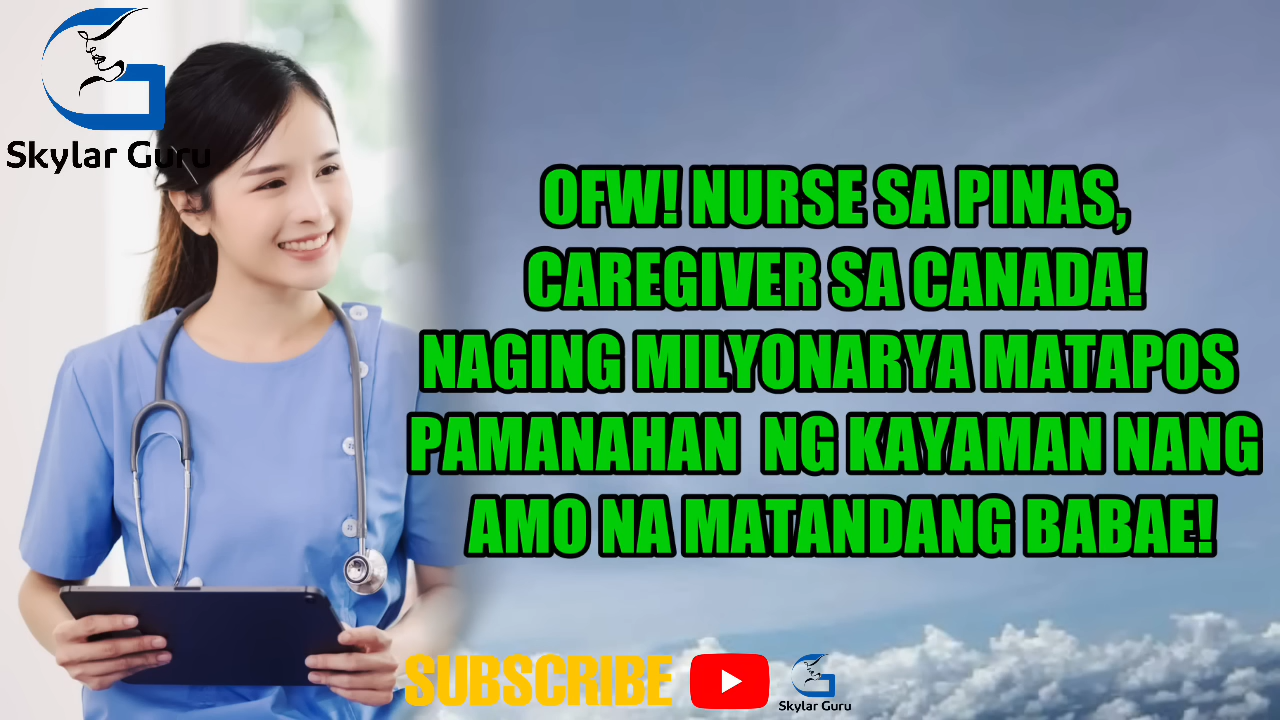 Skylar Guru
OFW! NURSE SA PINAS,
CAREGIVER SA CANADA!
NAGING MILYONARYA MATAPOS
PAMANAHAN NG KAYAMAN NANG
AMO NA MATANDANG BABAE!
SUBSCRIBE
Skylar Guru